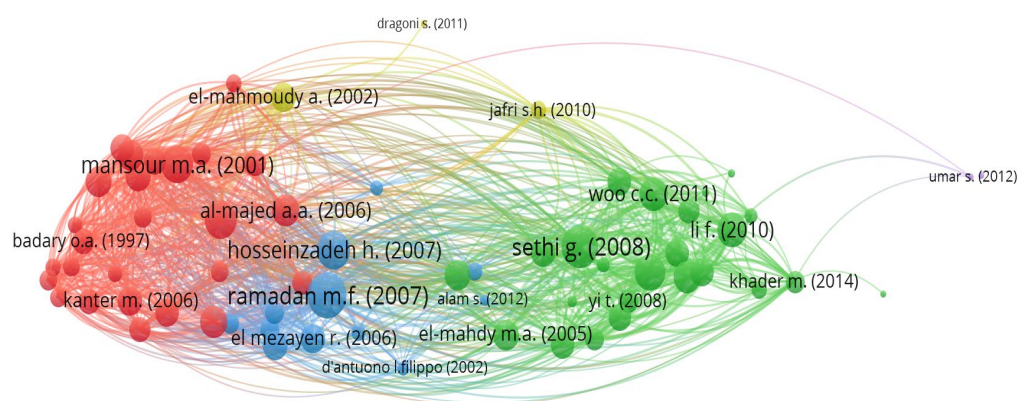 dragoni s. (2011)
el-mahmoudy a. (2002)
jafri s.h. (2010)
mansour m.a. (2001)
umar s. (2012)
woo c.c. (2011)
al-majed a.a. (2006)
li f. (2010)
badary o.a. (1997)
hosseinzadeh h. (2007)
sethi g. (2008)
khader m. (2014)
kanter m. (2006)
ramadan m.f. (2007)
alam s. (2012)
yi t. (2008)
el mezayen r. (2006)
el-mahdy m.a. (2005)
d'antuono l.filippo (2002)